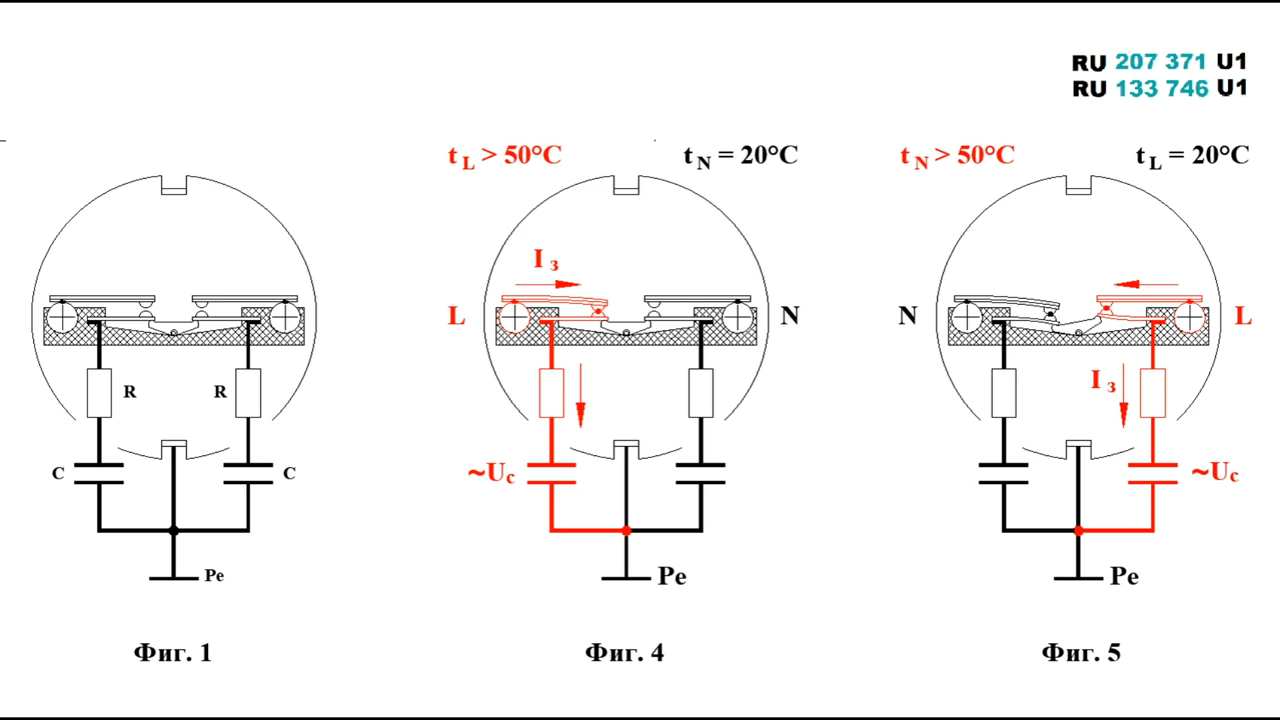 RU 207 371 U1
RU 133 746 U1
t L > 50°C
t N = 20°C
t N > 50°C
t L = 20°C
I з
L
N
N
L
R
R
I з
C
C
~Uc
~Uc
Pe
Pe
Pe
Фиг. 1
Фиг. 4
Фиг. 5